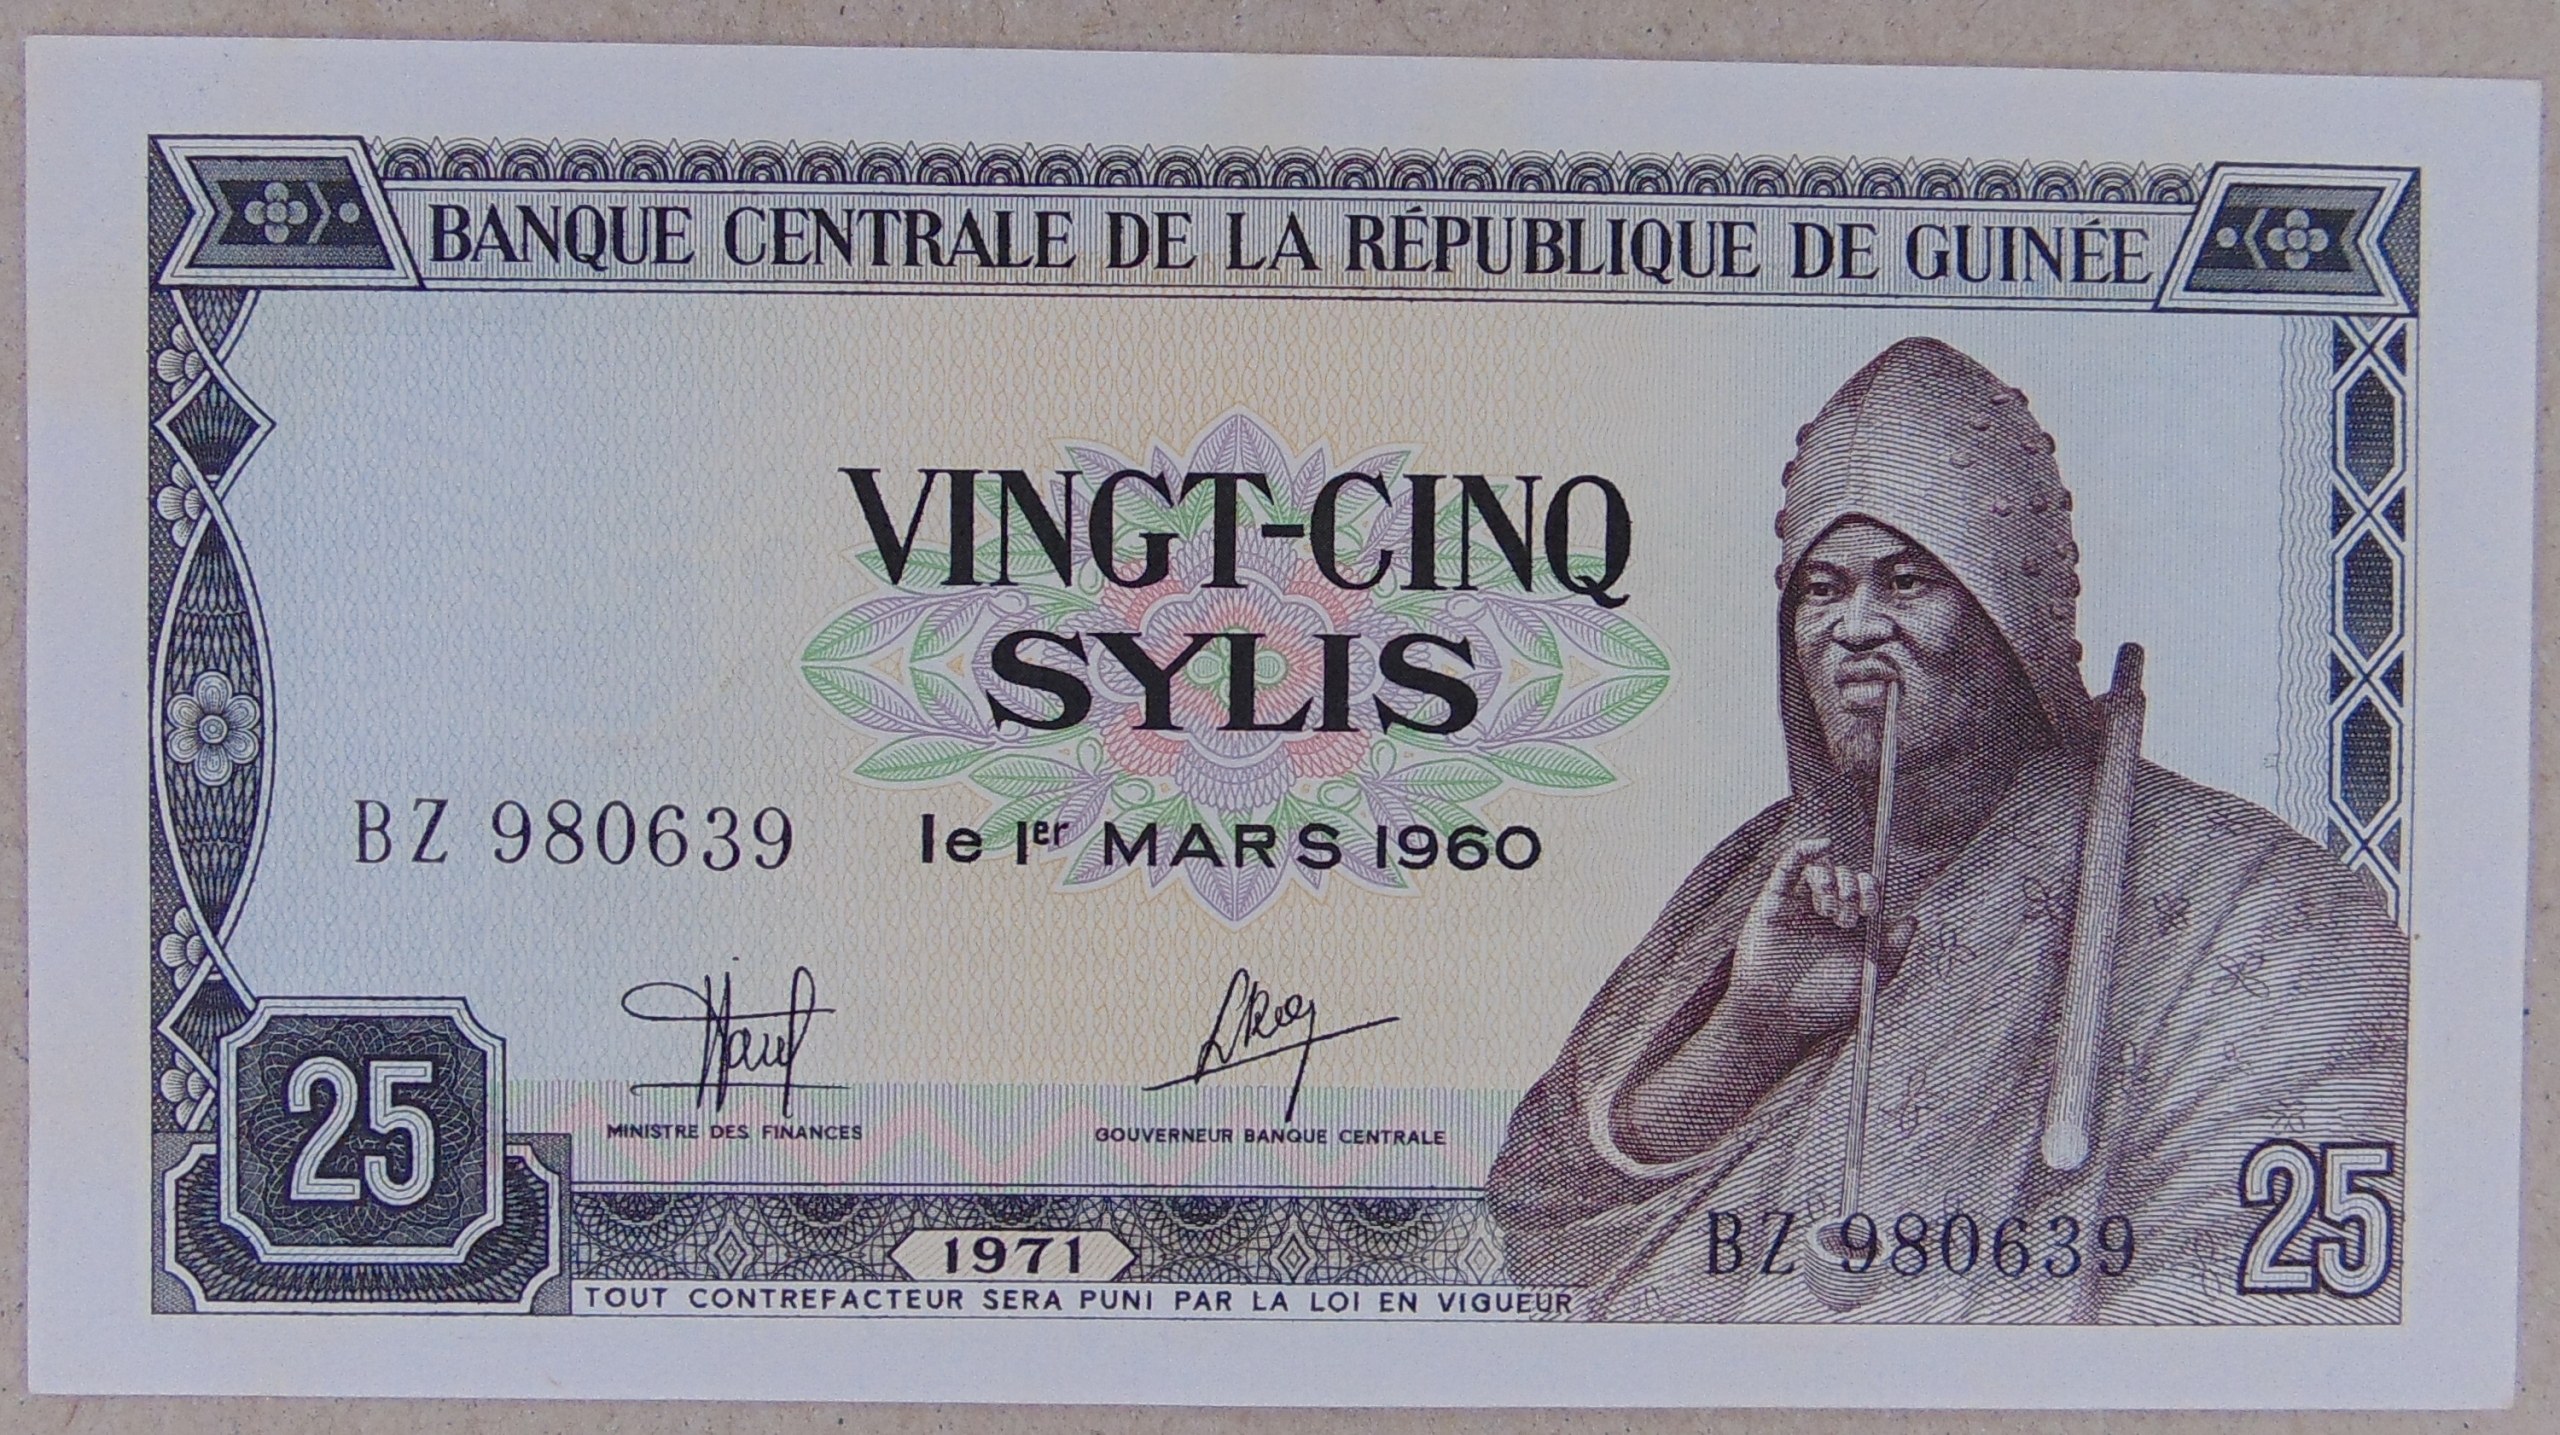 BANQUE CENTRALE DE LA RÉPUBLIQUE DE GUINÉE
VINGT-CINQ
SYLIS
BZ 980639
le 1er MARS 1960
MINISTRE DES FINANCES
GOUVERNEUR BANQUE CENTRALE
25
BZ 980639
25
1971
TOUT CONTREFACTEUR SERA PUNI PAR LA LOI EN VIGUEUR